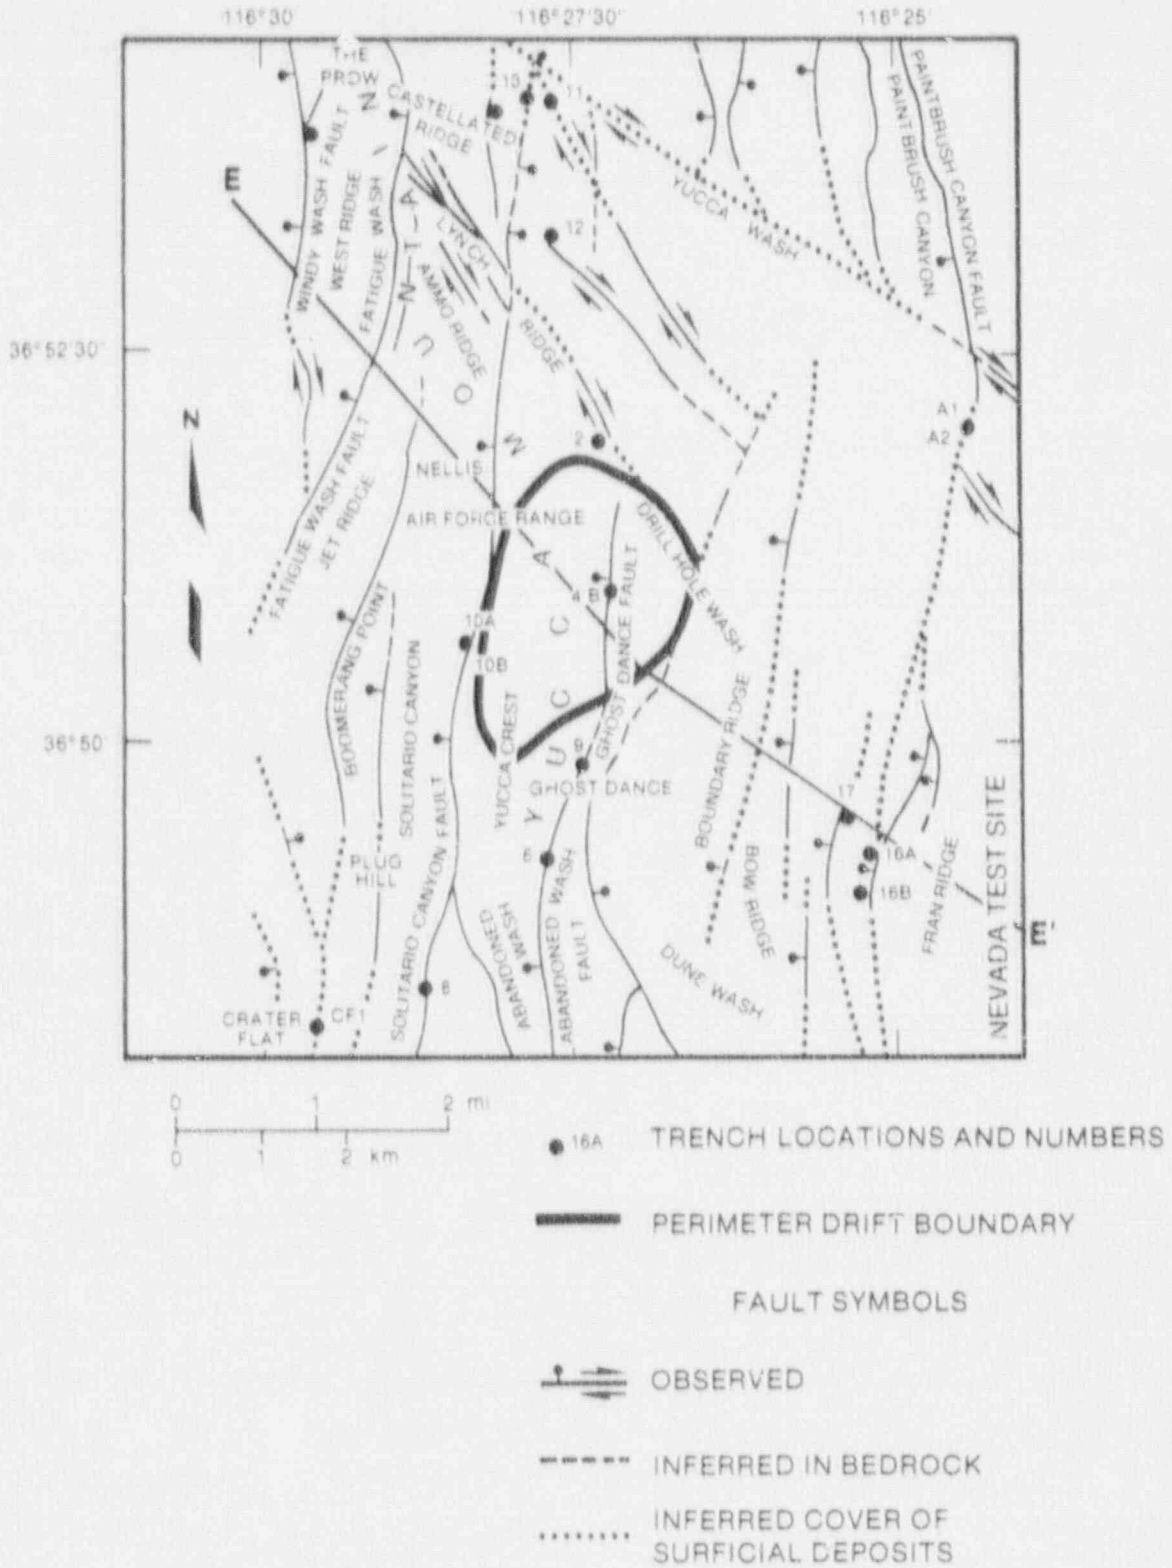 116°30'
116°27'30"
116°25'
THE
PROW
13
11
CASTELLATED
RIDGE
PAINTBRUSH CANYON FAULT
PAINTBRUSH CANYON
E
WINDY WASH FAULT
WEST RIDGE
FATIGUE WASH
YUCCA WASH
12
LYNCH RIDGE
AMMO RIDGE
36°52'30"
YUCCA MOUNTAIN
N
A1
A2
2
NELLIS
AIR FORCE RANGE
FATIGUE WASH FAULT
JET RIDGE
DRILL HOLE WASH
4
B
GHOST DANCE FAULT
10A
10B
BOOMERANG POINT
SOLITARIO CANYON
YUCCA CREST
36°50'
9
GHOST DANCE
BOUNDARY RIDGE
17
16A
16B
6
PLUG
HILL
SOLITARIO CANYON FAULT
ABANDONED
WASH
ABANDONED WASH
FAULT
BOW RIDGE
FRAN RIDGE
NEVADA TEST SITE
E'
DUNE WASH
8
CRATER
FLAT
CF1
0 1 2 mi
0 1 2 km
16A TRENCH LOCATIONS AND NUMBERS
PERIMETER DRIFT BOUNDARY
FAULT SYMBOLS
OBSERVED
INFERRED IN BEDROCK
INFERRED COVER OF
SURFICIAL DEPOSITS